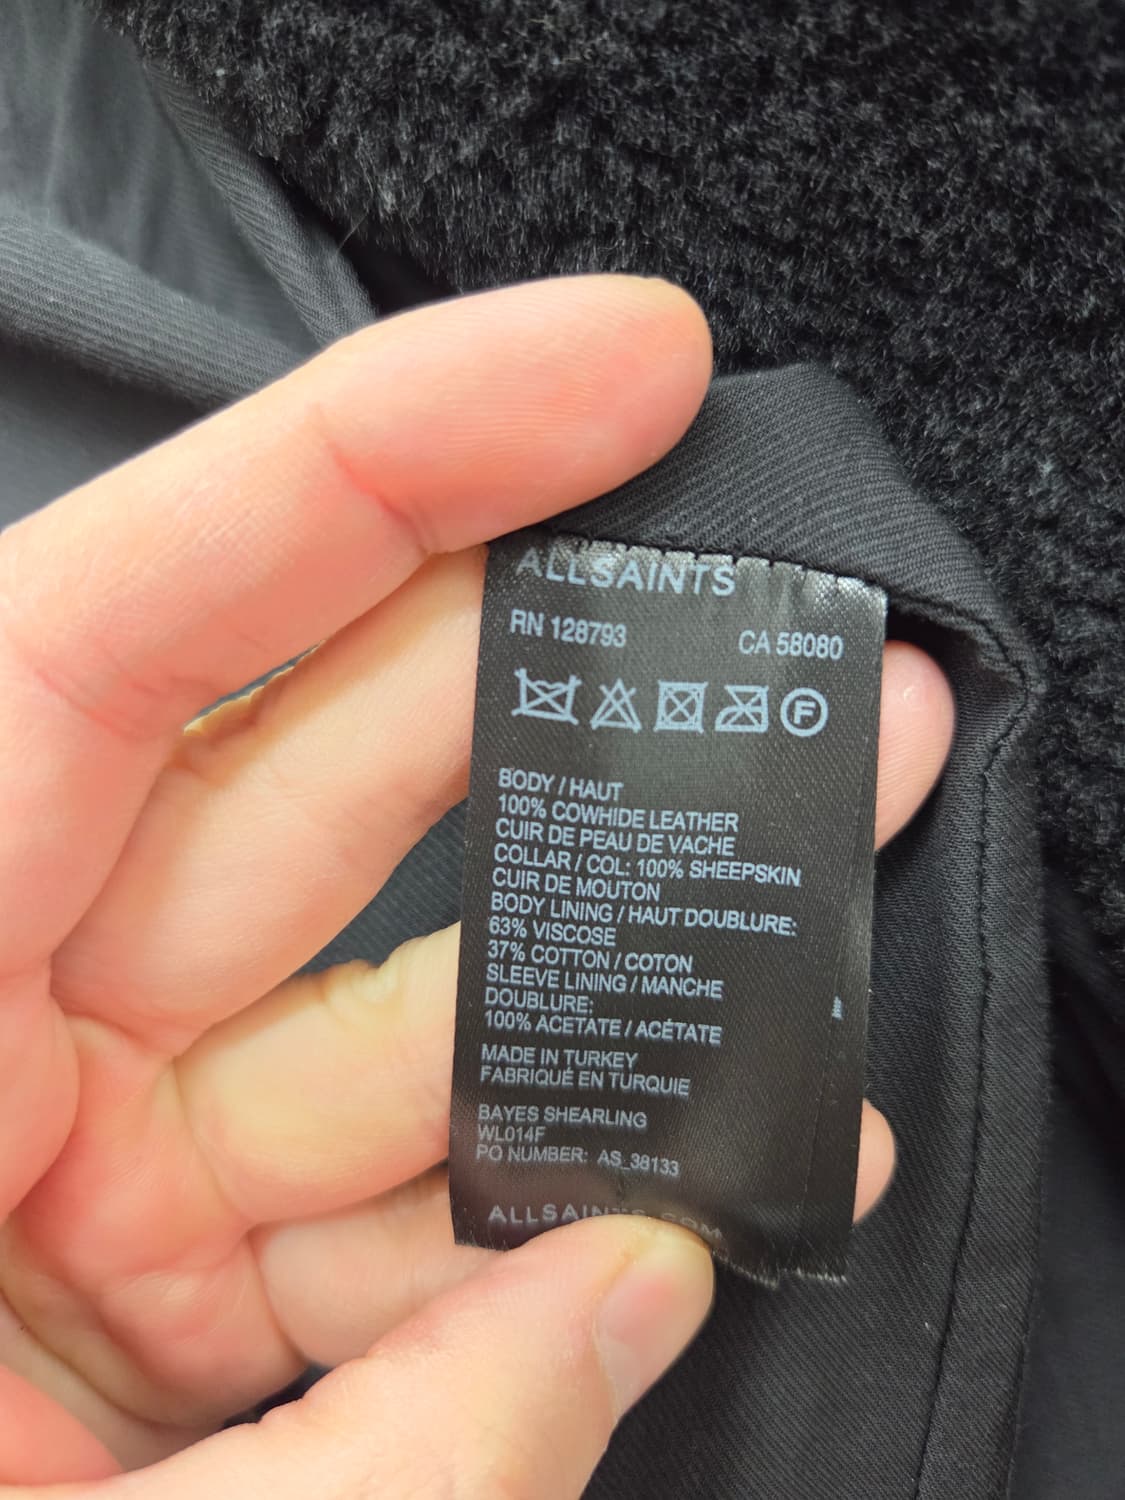 ALLSAINTS
RN 128793 CA 58080
F
BODY / HAUT
100% COWHIDE LEATHER
CUIR DE PEAU DE VACHE
COLLAR / COL: 100% SHEEPSKIN
CUIR DE MOUTON
BODY LINING / HAUT DOUBLURE:
63% VISCOSE
37% COTTON / COTON
SLEEVE LINING / MANCHE
DOUBLURE:
100% ACETATE / ACÉTATE
MADE IN TURKEY
FABRIQUÉ EN TURQUIE
BAYES SHEARLING
WL014F
PO NUMBER: AS_38133
ALLSAINTS.COM